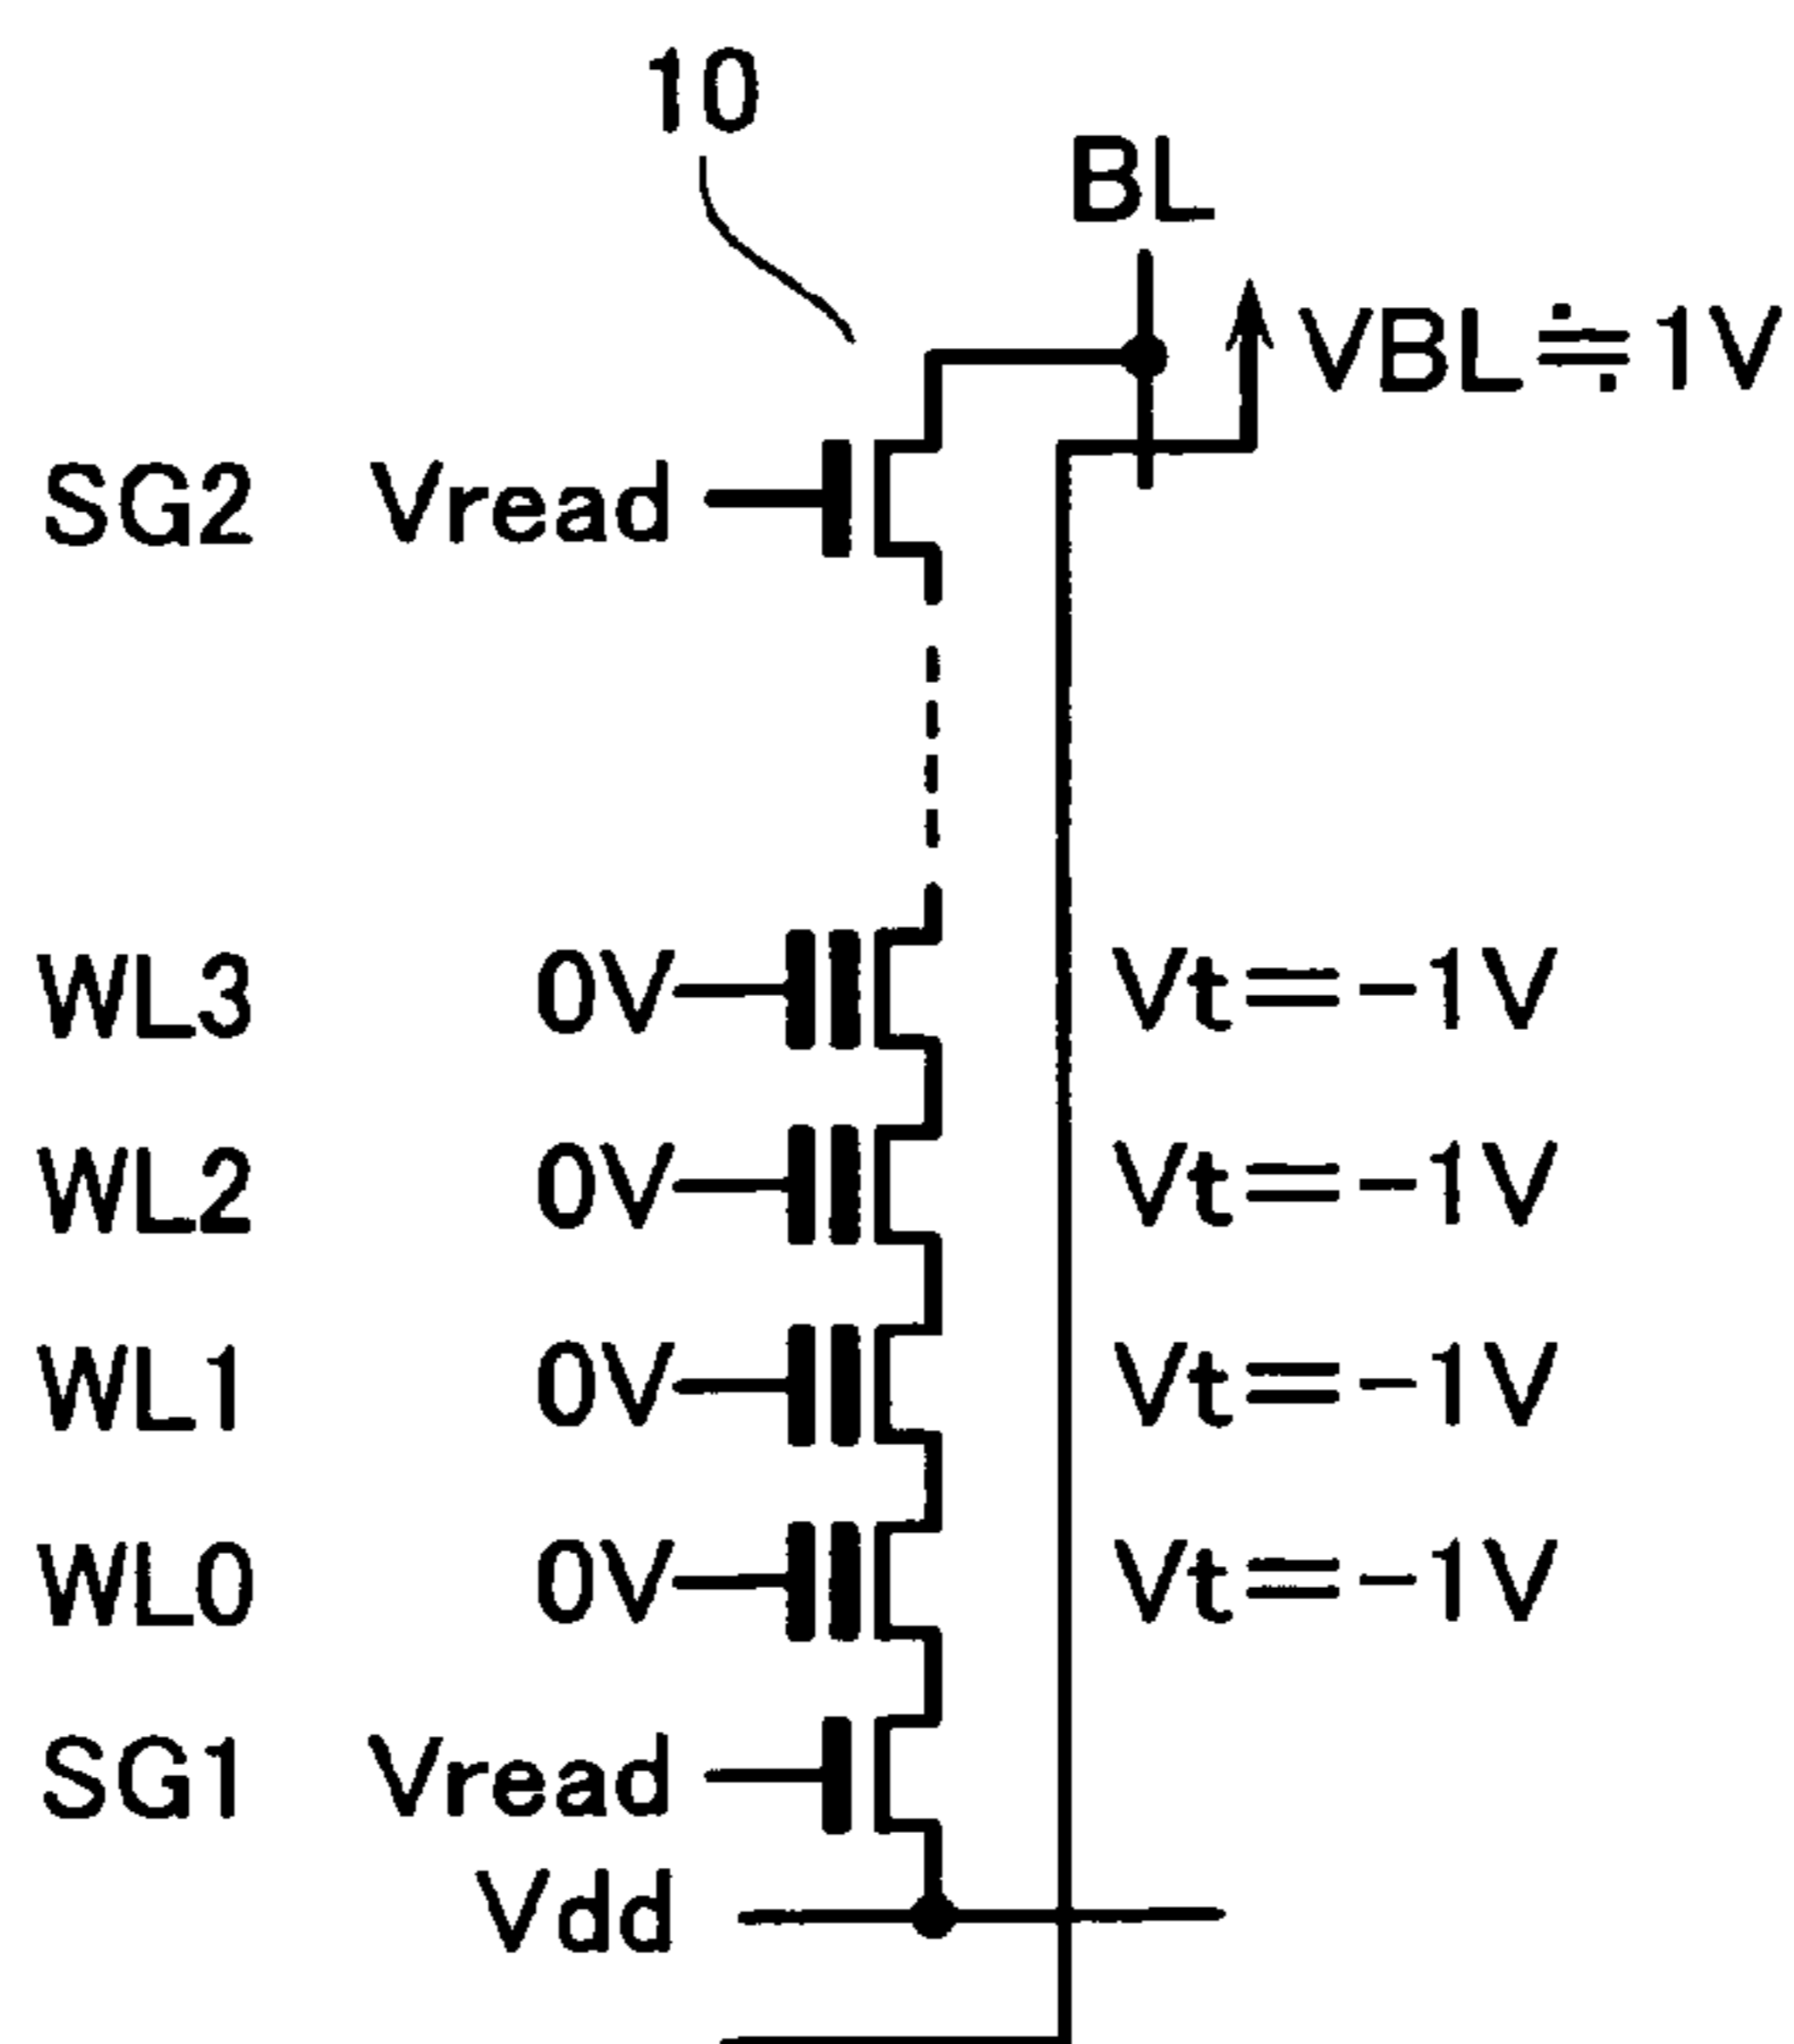 10
BL
VBL≒1V
SG2 Vread
WL3 0V Vt=-1V
WL2 0V Vt=-1V
WL1 0V Vt=-1V
WL0 0V Vt=-1V
SG1 Vread
Vdd